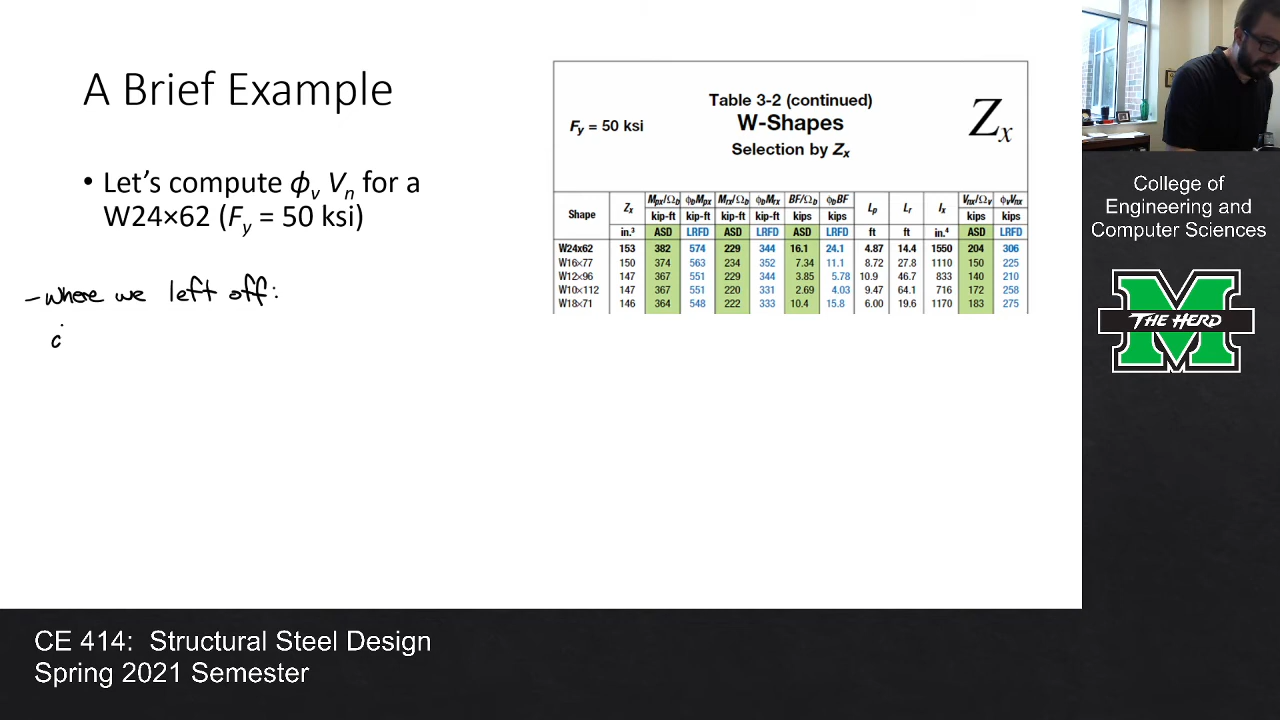 A Brief Example
• Let's compute ϕv Vn for a
W24×62 (Fy = 50 ksi)
-where we left off:
Fy = 50 ksi
Table 3-2 (continued)
W-Shapes
Selection by Zx
Zx
Shape Zx Mpx/Ωb ϕbMpx Mrx/Ωb ϕbMrx BF/Ωb ϕbBF Lp Lr Ix Vnx/Ωv ϕvVnx
kip-ft kip-ft kip-ft kip-ft kips kips kips kips
in.³ ASD LRFD ASD LRFD ASD LRFD ft ft in.⁴ ASD LRFD
W24x62 153 382 574 229 344 16.1 24.1 4.87 14.4 1550 204 306
W16×77 150 374 563 234 352 7.34 11.1 8.72 27.8 1110 150 225
W12×96 147 367 551 229 344 3.85 5.78 10.9 46.7 833 140 210
W10×112 147 367 551 220 331 2.69 4.03 9.47 64.1 716 172 258
W18×71 146 364 548 222 333 10.4 15.8 6.00 19.6 1170 183 275
College of
Engineering and
Computer Sciences
THE HERD
CE 414: Structural Steel Design
Spring 2021 Semester